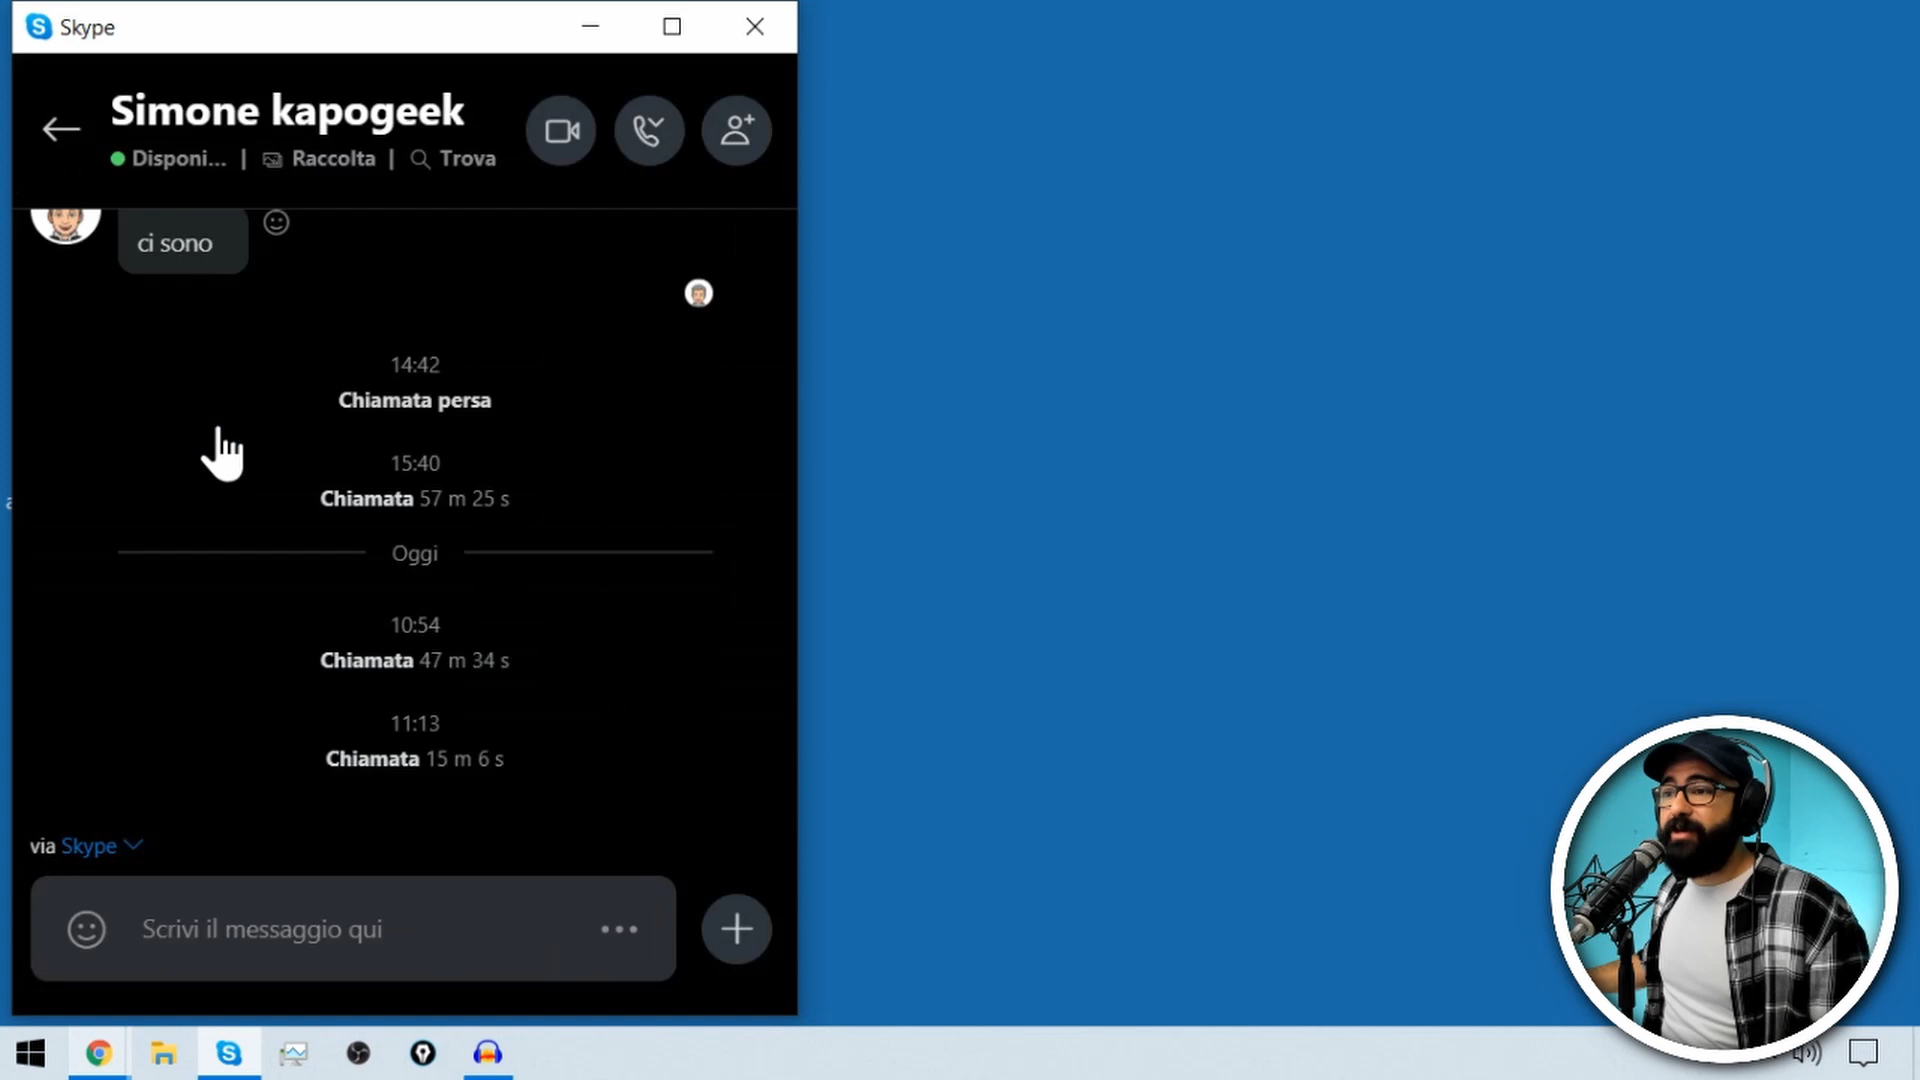 Skype
Simone kapogeek
Disponi... | Raccolta | Trova
ci sono
14:42
Chiamata persa
15:40
Chiamata 57 m 25 s
Oggi
10:54
Chiamata 47 m 34 s
11:13
Chiamata 15 m 6 s
via Skype
Scrivi il messaggio qui